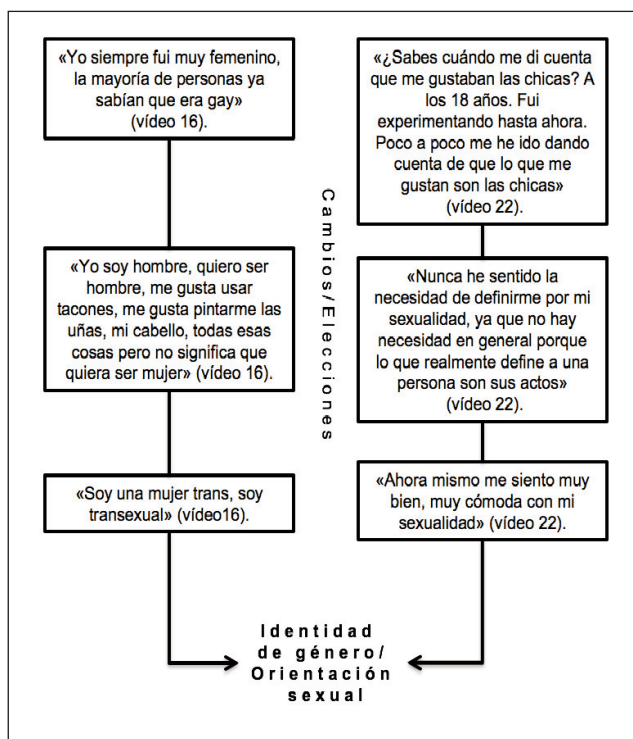 «Yo siempre fui muy femenino,
la mayoría de personas ya
sabían que era gay»
(vídeo 16).
«Yo soy hombre, quiero ser
hombre, me gusta usar
tacones, me gusta pintarme las
uñas, mi cabello, todas esas
cosas pero no significa que
quiera ser mujer» (vídeo 16).
«Soy una mujer trans, soy
transexual» (vídeo16).
Cambios/Elecciones
«¿Sabes cuándo me di cuenta
que me gustaban las chicas? A
los 18 años. Fui
experimentando hasta ahora.
Poco a poco me he ido dando
cuenta de que lo que me
gustan son las chicas»
(vídeo 22).
«Nunca he sentido la
necesidad de definirme por mi
sexualidad, ya que no hay
necesidad en general porque
lo que realmente define a una
persona son sus actos»
(vídeo 22).
«Ahora mismo me siento muy
bien, muy cómoda con mi
sexualidad» (vídeo 22).
Identidad
de género/
Orientación
sexual